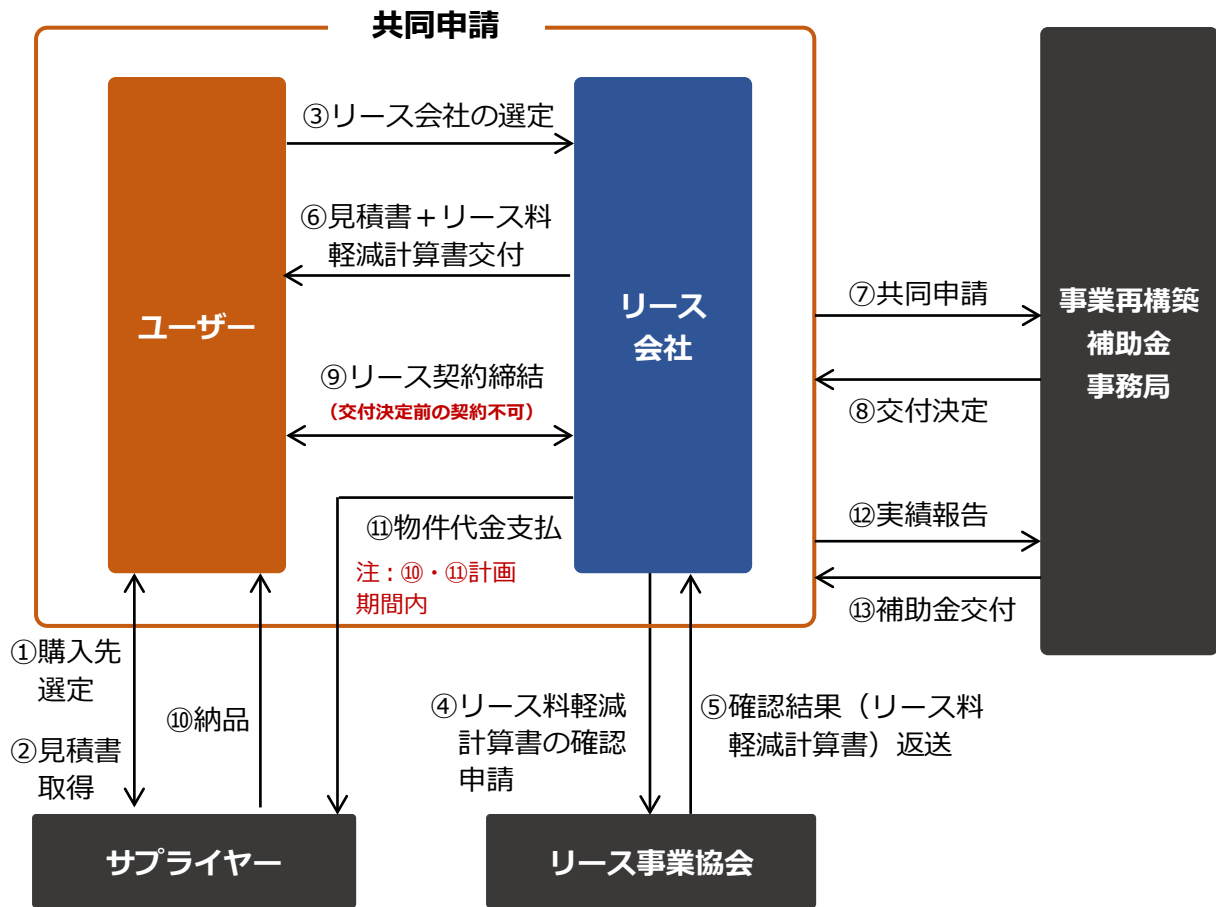 共同申請
③リース会社の選定
⑥見積書＋リース料
軽減計算書交付
ユーザー
リース
会社
⑨リース契約締結
（交付決定前の契約不可）
⑪物件代金支払
注：⑩・⑪計画
期間内
⑦共同申請
⑧交付決定
⑫実績報告
⑬補助金交付
事業再構築
補助金
事務局
①購入先
選定
②見積書
取得
⑩納品
④リース料軽減
計算書の確認
申請
⑤確認結果（リース料
軽減計算書）返送
サプライヤー
リース事業協会